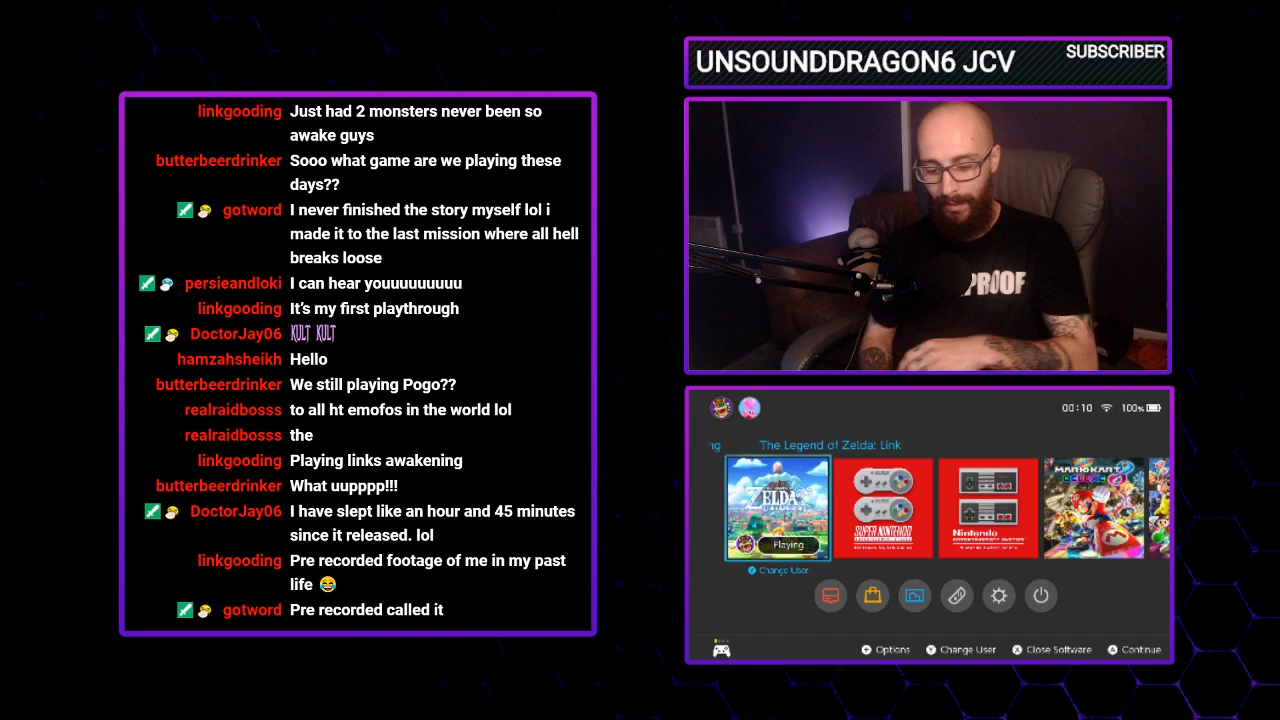 linkgooding Just had 2 monsters never been so
awake guys
butterbeerdrinker Sooo what game are we playing these
days??
gotword I never finished the story myself lol i
made it to the last mission where all hell
breaks loose
persieandloki I can hear youuuuuuuuu
linkgooding It's my first playthrough
DoctorJay06 KULT KULT
hamzahsheikh Hello
butterbeerdrinker We still playing Pogo??
realraidbosss to all ht emofos in the world lol
realraidbosss the
linkgooding Playing links awakening
butterbeerdrinker What uupppp!!!
DoctorJay06 I have slept like an hour and 45 minutes
since it released. lol
linkgooding Pre recorded footage of me in my past
life 😂
gotword Pre recorded called it
UNSOUNDDRAGON6 JCV SUBSCRIBER
PROOF
00:10 100%
ng The Legend of Zelda: Link
ZELDA
Playing
SUPER NINTENDO
Nintendo
MARIOKART 8
DELUXE
Y Change User
+ Options Y Change User X Close Software A Continue